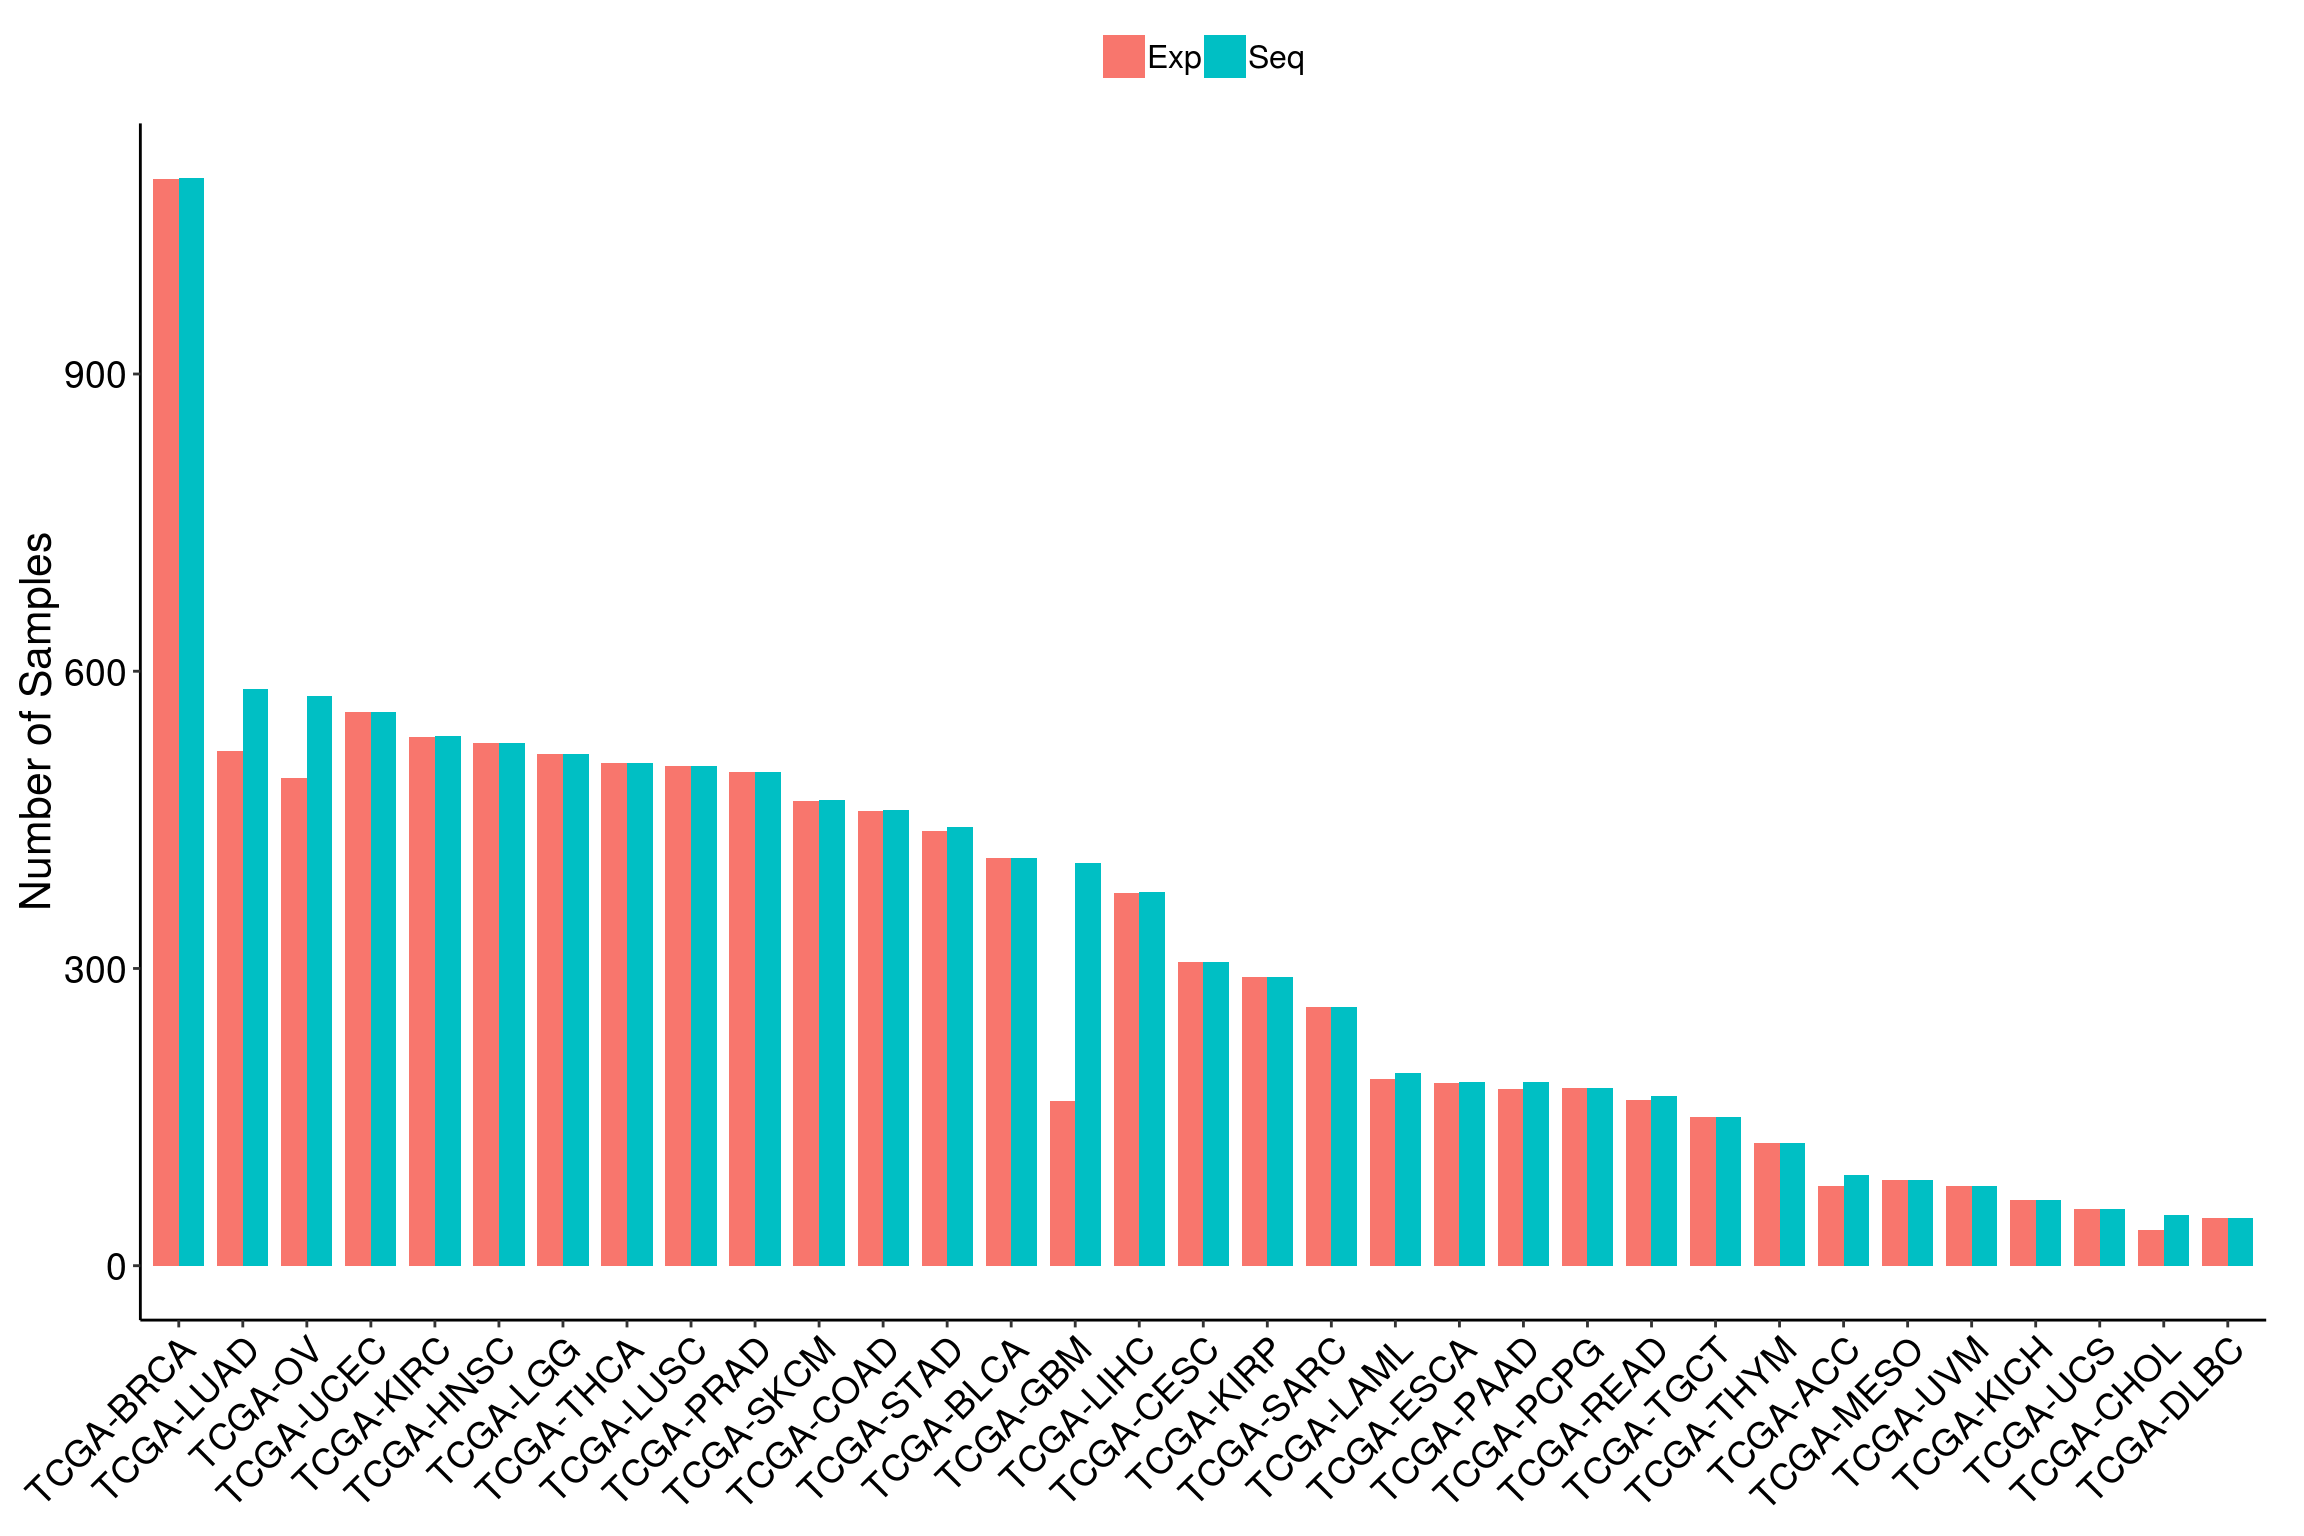 Exp Seq
Number of Samples
900
600
300
0
TCGA-BRCA
TCGA-LUAD
TCGA-OV
TCGA-UCEC
TCGA-KIRC
TCGA-HNSC
TCGA-LGG
TCGA-THCA
TCGA-LUSC
TCGA-PRAD
TCGA-SKCM
TCGA-COAD
TCGA-STAD
TCGA-BLCA
TCGA-GBM
TCGA-LIHC
TCGA-CESC
TCGA-KIRP
TCGA-SARC
TCGA-LAML
TCGA-ESCA
TCGA-PAAD
TCGA-PCPG
TCGA-READ
TCGA-TGCT
TCGA-THYM
TCGA-ACC
TCGA-MESO
TCGA-UVM
TCGA-KICH
TCGA-UCS
TCGA-CHOL
TCGA-DLBC